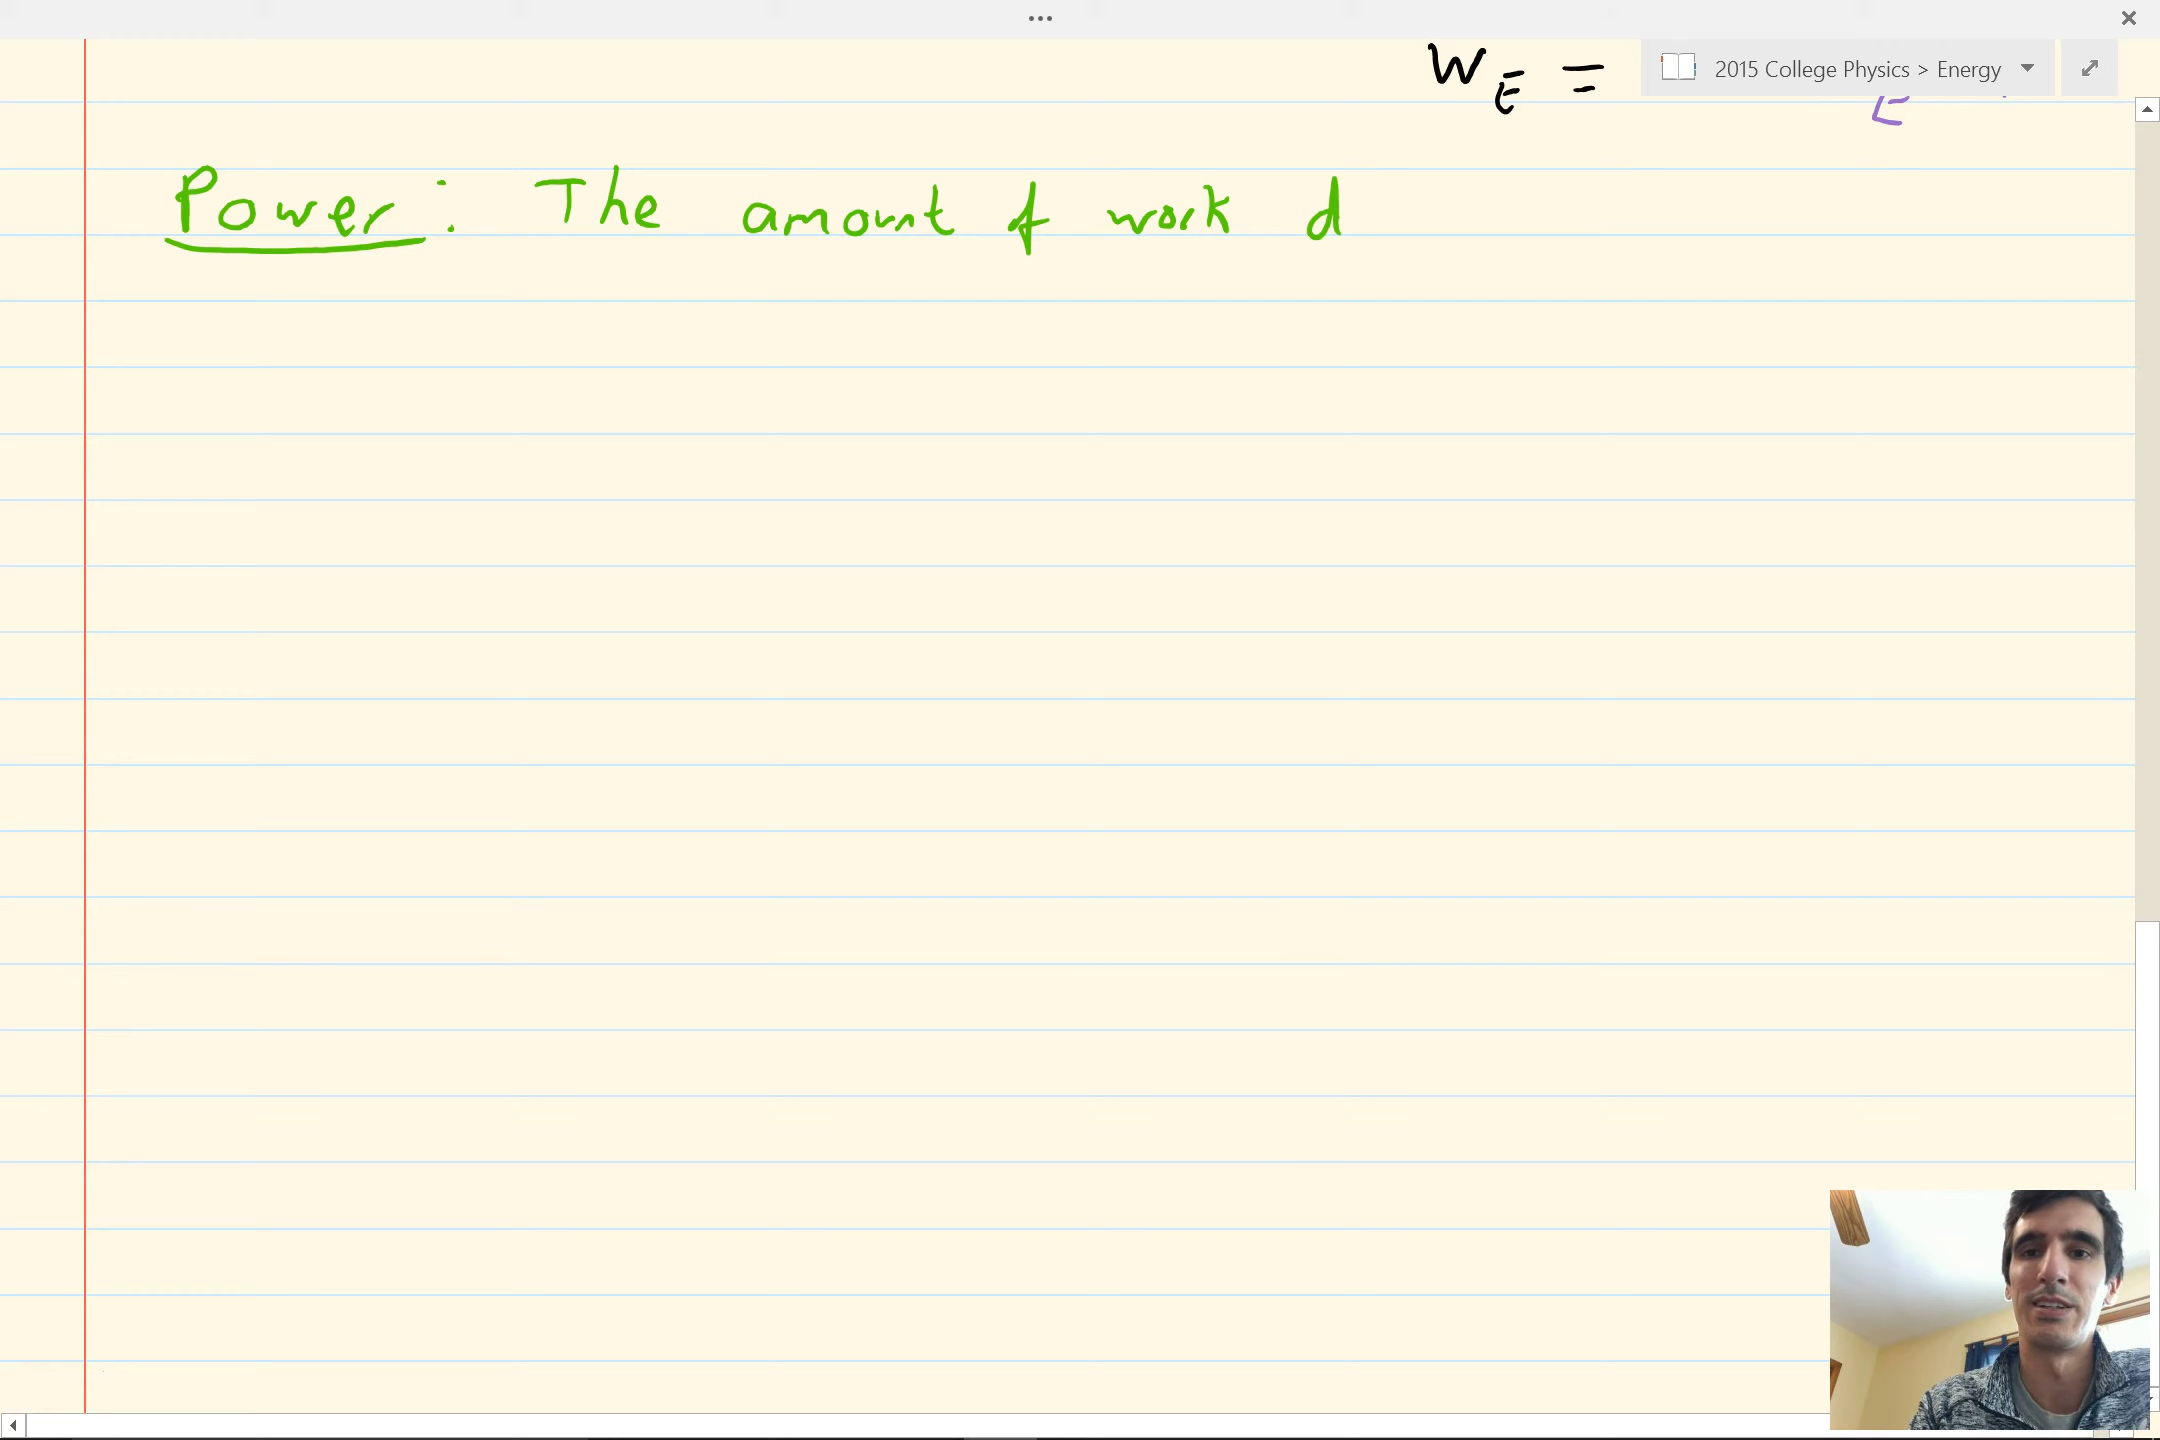 W_E =
2015 College Physics > Energy
E
Power: The amount of work d